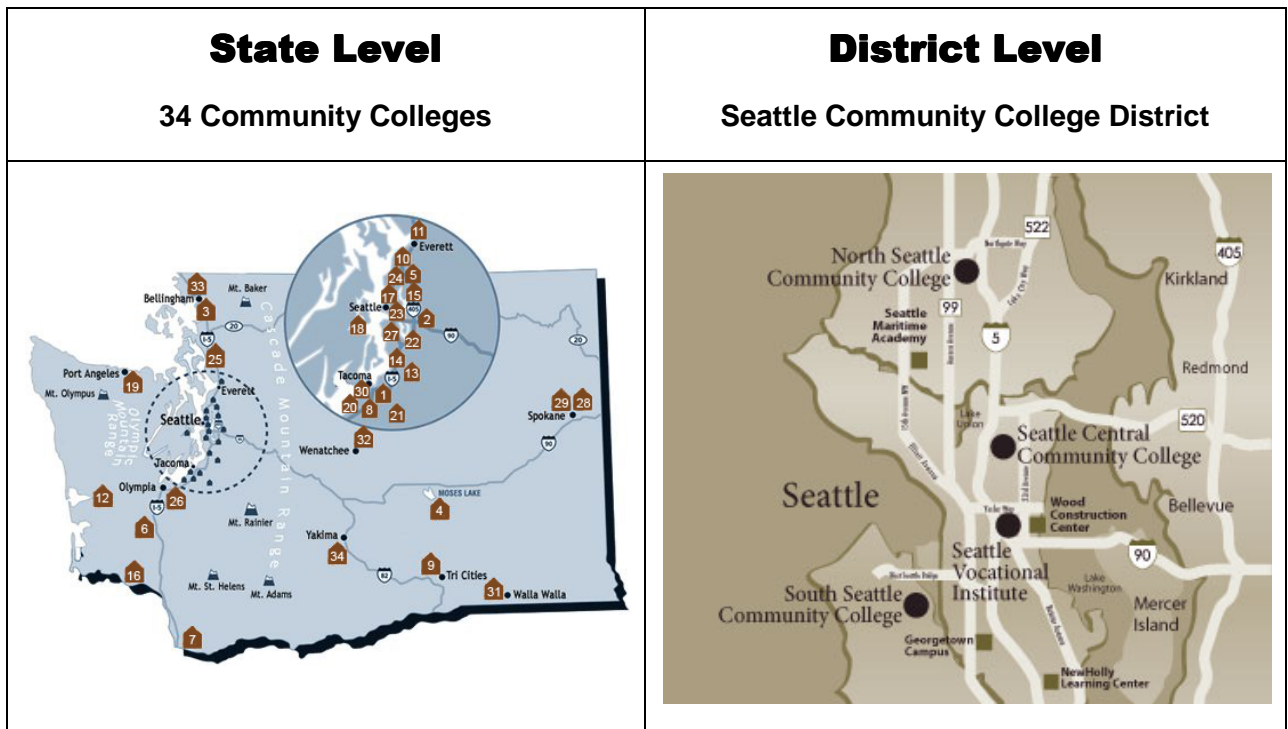 State Level
34 Community Colleges
District Level
Seattle Community College District
11
Everett
10
24
5
17
15
Seattle
23
405
2
18
27
22
90
14
13
Tacoma
I-5
30
1
20
8
21
33
Bellingham
3
Mt. Baker
20
I-5
25
Port Angeles
19
Mt. Olympus
Olympic
Mountain
Range
Cascade Mountain Range
Everett
Seattle
Tacoma
Olympia
26
12
I-5
6
Mt. Rainier
16
Mt. St. Helens
Mt. Adams
7
32
Wenatchee
20
29
28
Spokane
90
MOSES LAKE
4
Yakima
34
82
9
Tri Cities
31
Walla Walla
522
North Seattle
Community College
405
Kirkland
99
Seattle
Maritime
Academy
5
Redmond
Lake
Union
520
Seattle Central
Community College
Seattle
Bellevue
Wood
Construction
Center
90
Seattle
Vocational
Institute
Lake
Washington
Mercer
Island
South Seattle
Community College
Georgetown
Campus
NewHolly
Learning Center